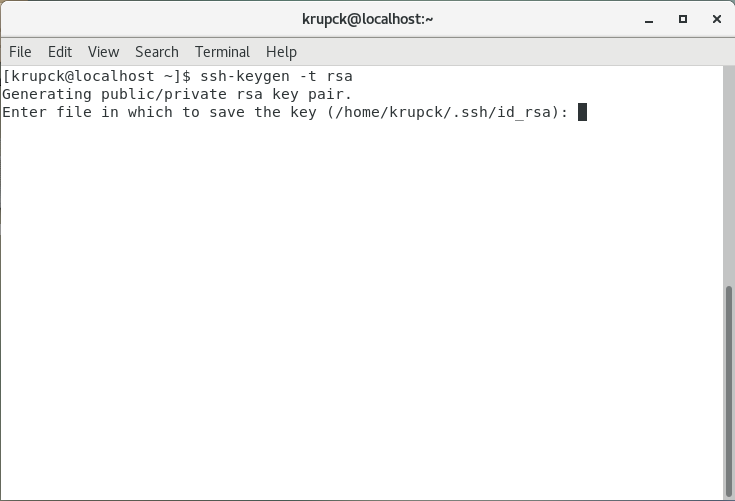 krupck@localhost:~
File Edit View Search Terminal Help
[krupck@localhost ~]$ ssh-keygen -t rsa
Generating public/private rsa key pair.
Enter file in which to save the key (/home/krupck/.ssh/id_rsa):